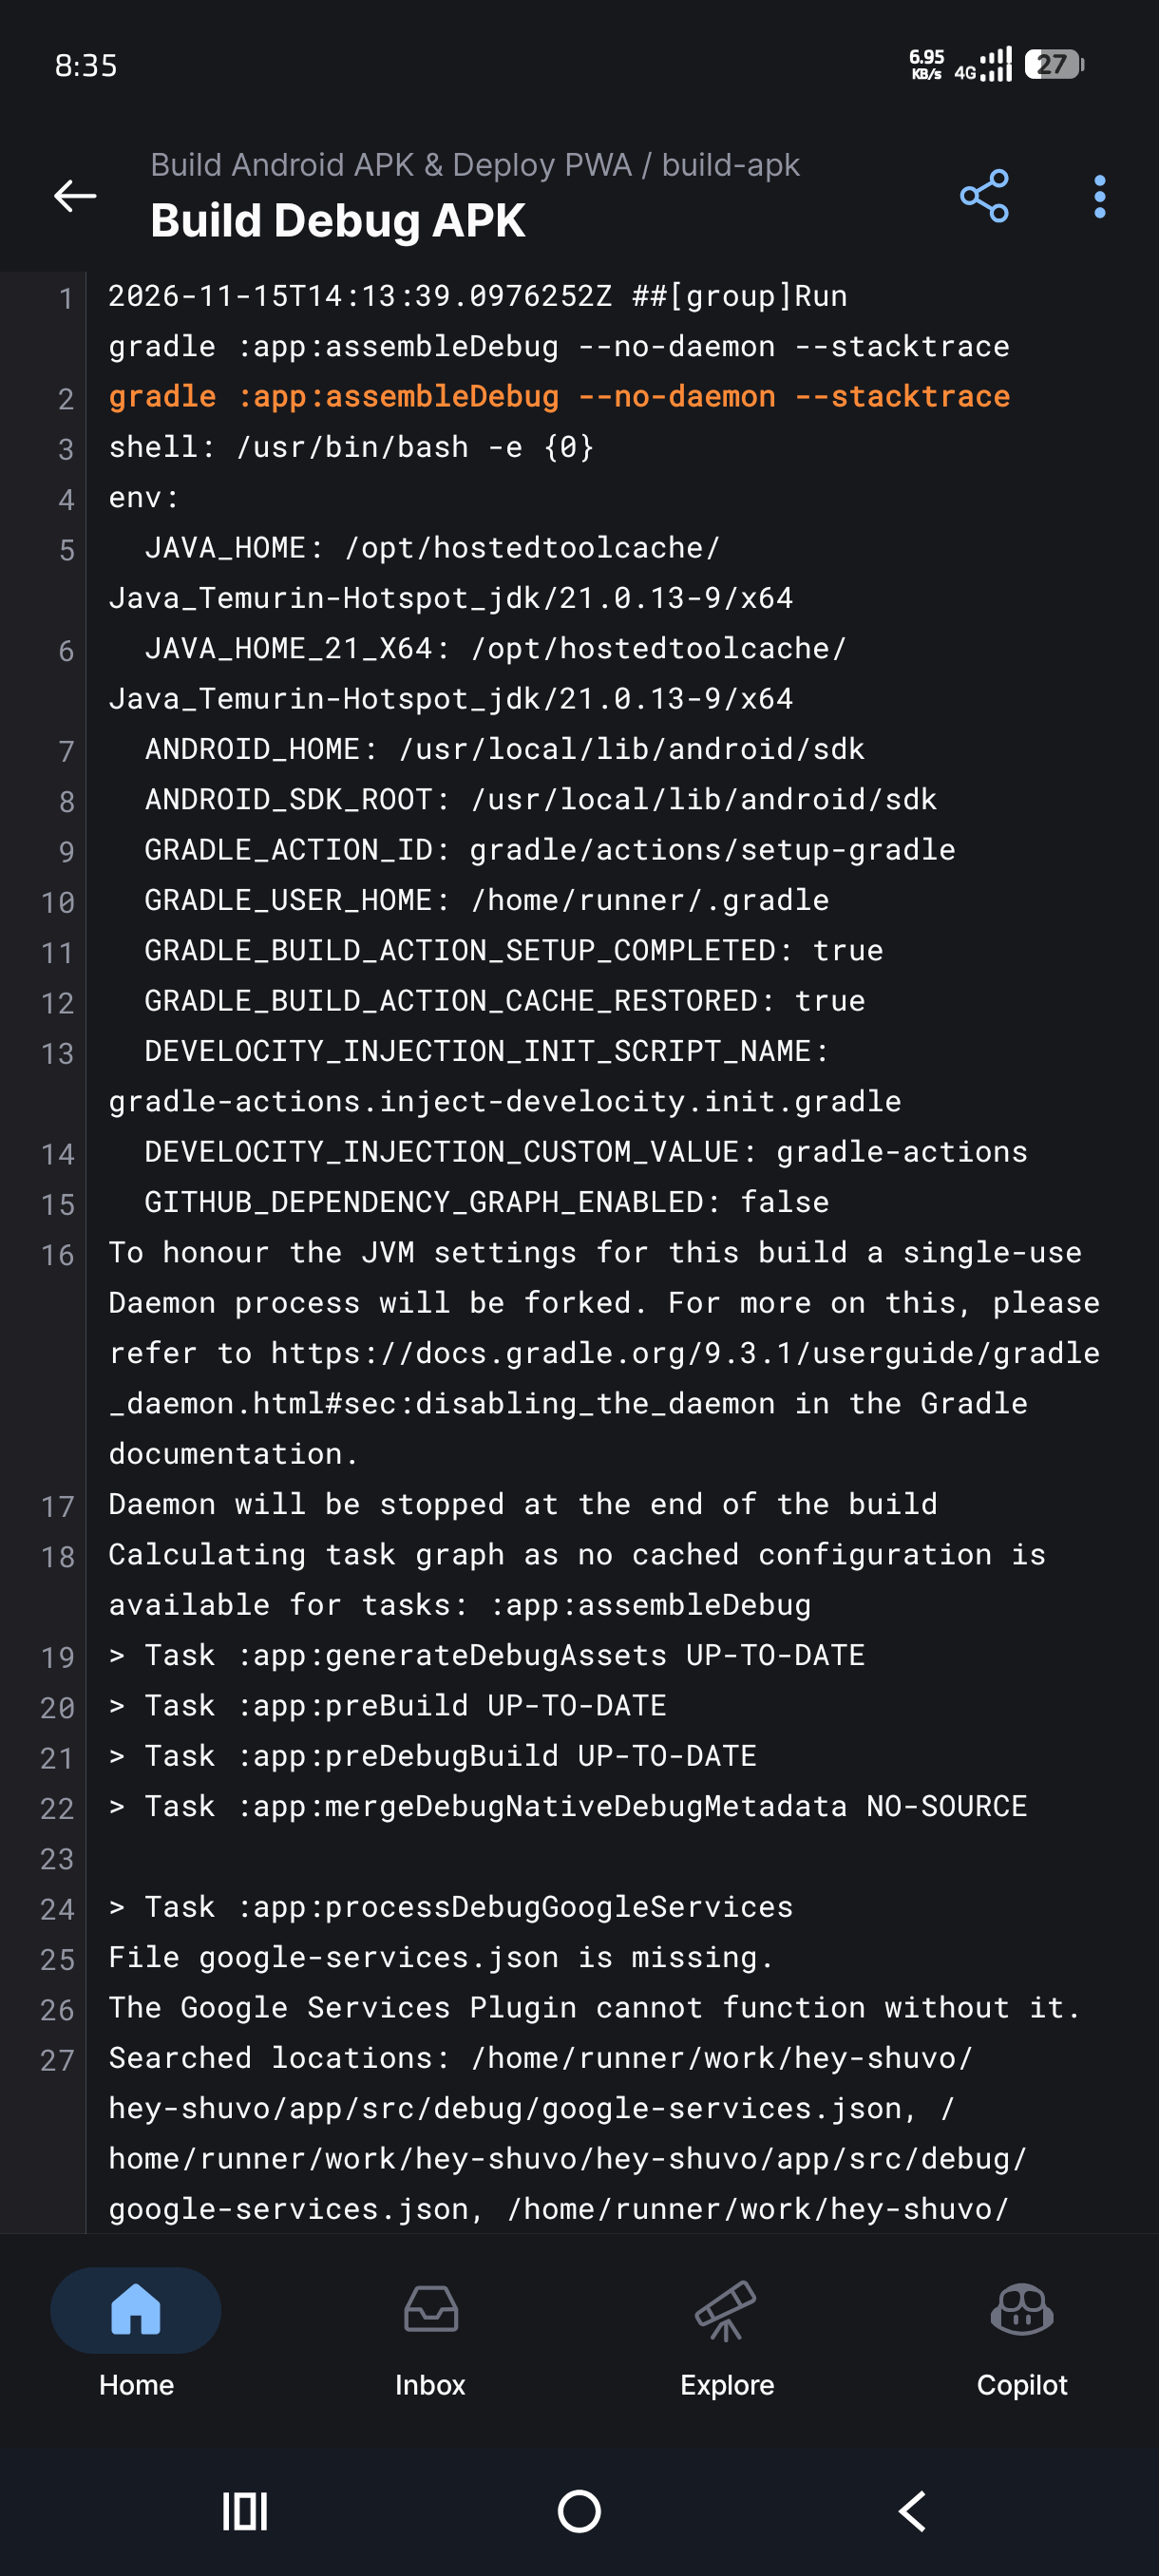 8:35
6.95 KB/s 4G 27
Build Android APK & Deploy PWA / build-apk
Build Debug APK
1 2026-11-15T14:13:39.0976252Z ##[group]Run
gradle :app:assembleDebug --no-daemon --stacktrace
2 gradle :app:assembleDebug --no-daemon --stacktrace
3 shell: /usr/bin/bash -e {0}
4 env:
5   JAVA_HOME: /opt/hostedtoolcache/
Java_Temurin-Hotspot_jdk/21.0.13-9/x64
6   JAVA_HOME_21_X64: /opt/hostedtoolcache/
Java_Temurin-Hotspot_jdk/21.0.13-9/x64
7   ANDROID_HOME: /usr/local/lib/android/sdk
8   ANDROID_SDK_ROOT: /usr/local/lib/android/sdk
9   GRADLE_ACTION_ID: gradle/actions/setup-gradle
10   GRADLE_USER_HOME: /home/runner/.gradle
11   GRADLE_BUILD_ACTION_SETUP_COMPLETED: true
12   GRADLE_BUILD_ACTION_CACHE_RESTORED: true
13   DEVELOCITY_INJECTION_INIT_SCRIPT_NAME:
gradle-actions.inject-develocity.init.gradle
14   DEVELOCITY_INJECTION_CUSTOM_VALUE: gradle-actions
15   GITHUB_DEPENDENCY_GRAPH_ENABLED: false
16 To honour the JVM settings for this build a single-use
Daemon process will be forked. For more on this, please
refer to https://docs.gradle.org/9.3.1/userguide/gradle
_daemon.html#sec:disabling_the_daemon in the Gradle
documentation.
17 Daemon will be stopped at the end of the build
18 Calculating task graph as no cached configuration is
available for tasks: :app:assembleDebug
19 > Task :app:generateDebugAssets UP-TO-DATE
20 > Task :app:preBuild UP-TO-DATE
21 > Task :app:preDebugBuild UP-TO-DATE
22 > Task :app:mergeDebugNativeDebugMetadata NO-SOURCE
23
24 > Task :app:processDebugGoogleServices
25 File google-services.json is missing.
26 The Google Services Plugin cannot function without it.
27 Searched locations: /home/runner/work/hey-shuvo/
hey-shuvo/app/src/debug/google-services.json, /
home/runner/work/hey-shuvo/hey-shuvo/app/src/debug/
google-services.json, /home/runner/work/hey-shuvo/
Home
Inbox
Explore
Copilot